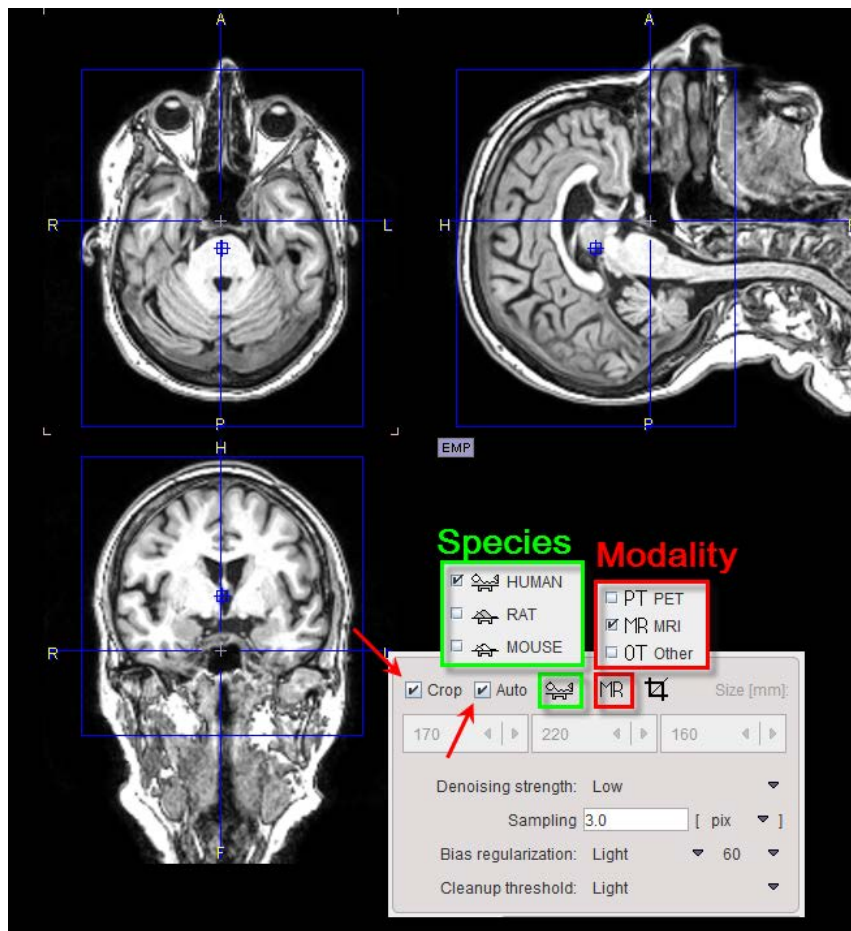 A
A
R
L
H
P
P
H
EMP
R
F
Species
Modality
HUMAN
RAT
MOUSE
PT PET
MR MRI
OT Other
Crop
Auto
MR
Size [mm]:
170
220
160
Denoising strength: Low
Sampling 3.0 [ pix ]
Bias regularization: Light 60
Cleanup threshold: Light